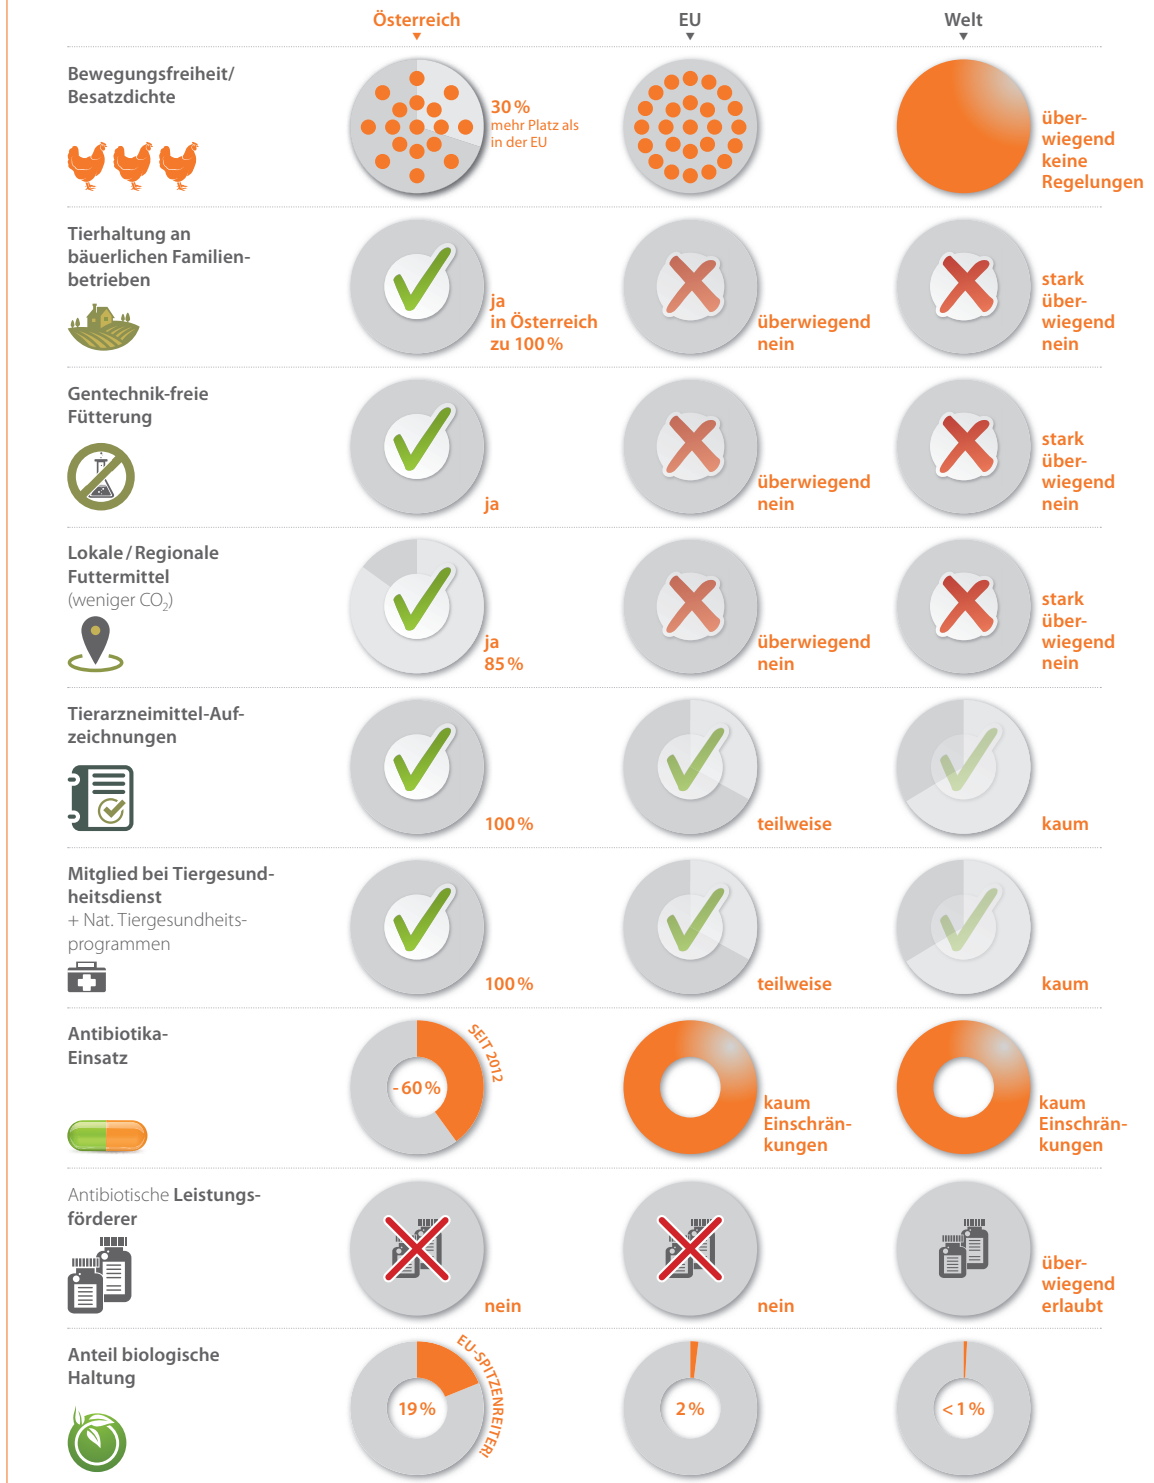 Österreich
EU
Welt
Bewegungsfreiheit/
Besatzdichte
30 %
mehr Platz als
in der EU
über-
wiegend
keine
Regelungen
Tierhaltung an
bäuerlichen Familien-
betrieben
ja
in Österreich
zu 100 %
überwiegend
nein
stark
über-
wiegend
nein
Gentechnik-freie
Fütterung
ja
überwiegend
nein
stark
über-
wiegend
nein
Lokale / Regionale
Futtermittel
(weniger CO₂)
ja
85 %
überwiegend
nein
stark
über-
wiegend
nein
Tierarzneimittel-Auf-
zeichnungen
100 %
teilweise
kaum
Mitglied bei Tiergesund-
heitsdienst
+ Nat. Tiergesundheits-
programmen
100 %
teilweise
kaum
Antibiotika-
Einsatz
- 60 %
SEIT 2012
kaum
Einschrän-
kungen
kaum
Einschrän-
kungen
Antibiotische Leistungs-
förderer
nein
nein
über-
wiegend
erlaubt
Anteil biologische
Haltung
19 %
EU-SPITZENREITER!
2 %
< 1 %